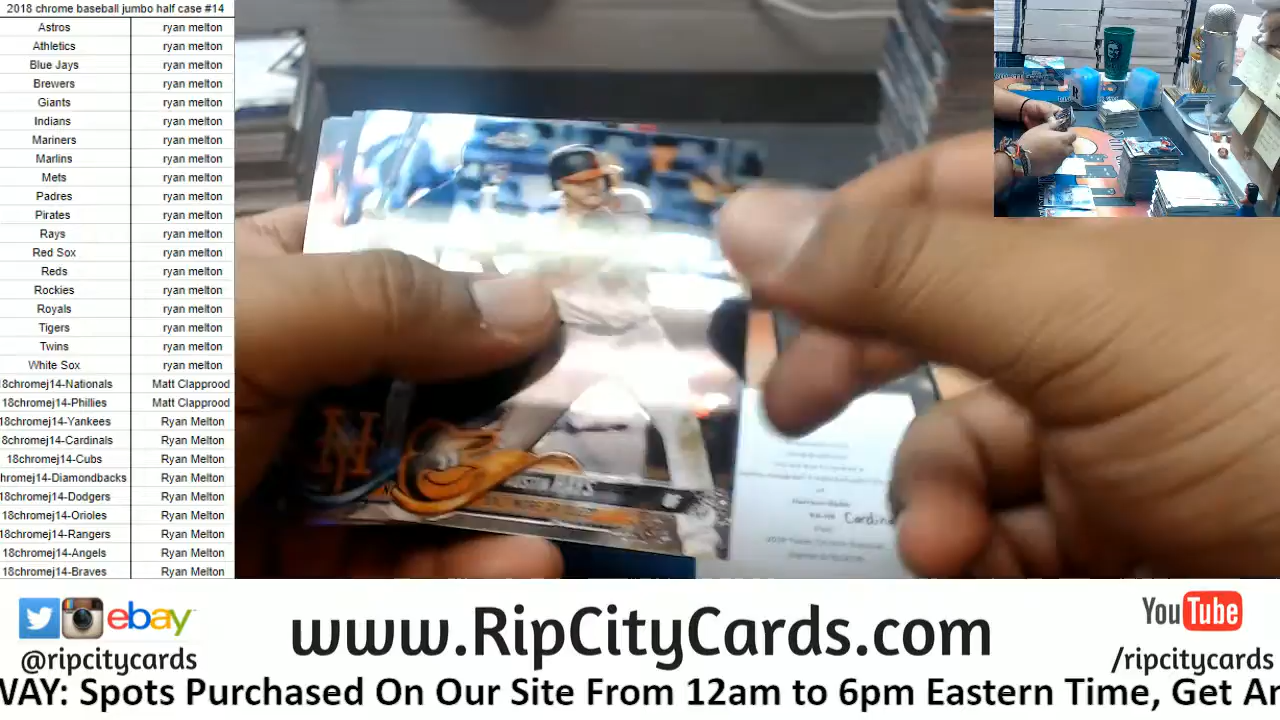 2018 chrome baseball jumbo half case #14
Astros ryan melton
Athletics ryan melton
Blue Jays ryan melton
Brewers ryan melton
Giants ryan melton
Indians ryan melton
Mariners ryan melton
Marlins ryan melton
Mets ryan melton
Padres ryan melton
Pirates ryan melton
Rays ryan melton
Red Sox ryan melton
Reds ryan melton
Rockies ryan melton
Royals ryan melton
Tigers ryan melton
Twins ryan melton
White Sox ryan melton
18chromej14-Nationals Matt Clapprood
18chromej14-Phillies Matt Clapprood
18chromej14-Yankees Ryan Melton
8chromej14-Cardinals Ryan Melton
18chromej14-Cubs Ryan Melton
romej14-Diamondbacks Ryan Melton
8chromej14-Dodgers Ryan Melton
18chromej14-Orioles Ryan Melton
8chromej14-Rangers Ryan Melton
18chromej14-Angels Ryan Melton
18chromej14-Braves Ryan Melton
Cardina
ebay
@ripcitycards
www.RipCityCards.com
YouTube
/ripcitycards
WAY: Spots Purchased On Our Site From 12am to 6pm Eastern Time, Get Ar